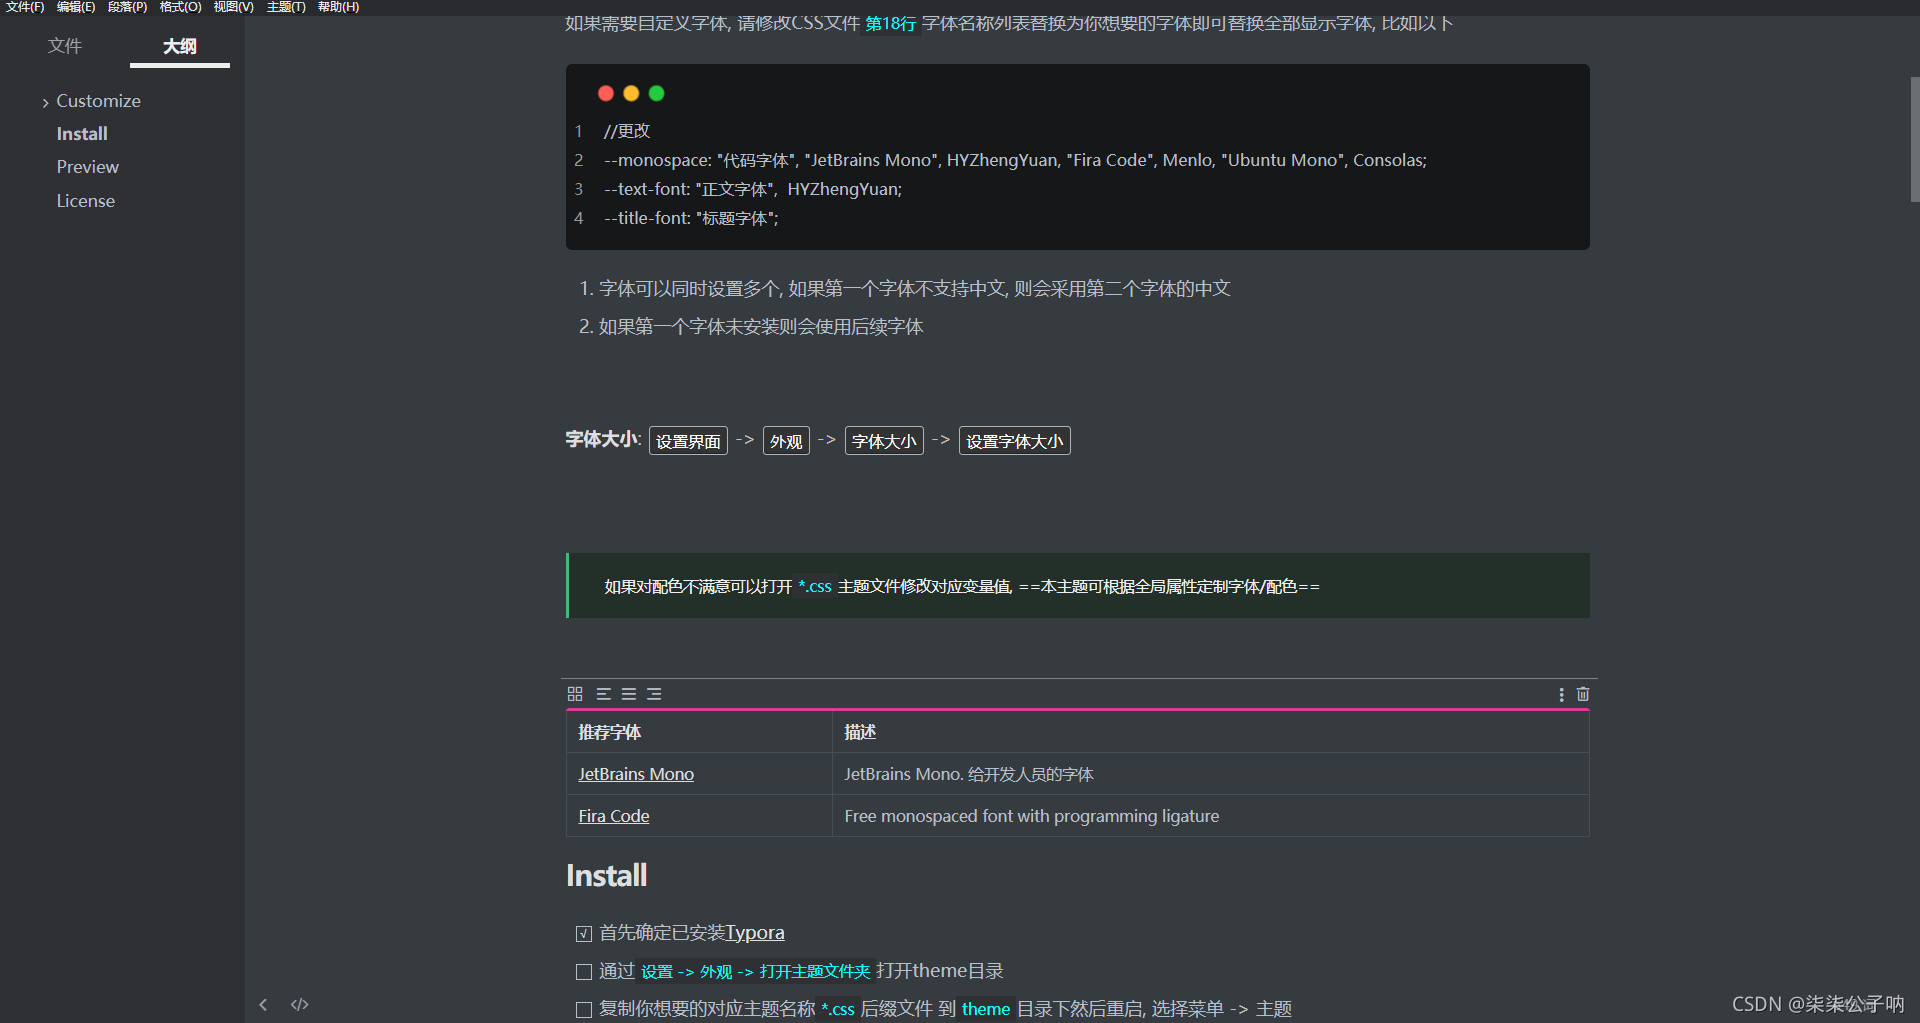 文件(F) 编辑(E) 段落(P) 格式(O) 视图(V) 主题(T) 帮助(H)
文件 大纲
Customize
Install
Preview
License
如果需要自定义字体, 请修改CSS文件 第18行 字体名称列表替换为你想要的字体即可替换全部显示字体, 比如以下
1 //更改
2 --monospace: "代码字体", "JetBrains Mono", HYZhengYuan, "Fira Code", Menlo, "Ubuntu Mono", Consolas;
3 --text-font: "正文字体", HYZhengYuan;
4 --title-font: "标题字体";
1. 字体可以同时设置多个, 如果第一个字体不支持中文, 则会采用第二个字体的中文
2. 如果第一个字体未安装则会使用后续字体
字体大小: 设置界面 -> 外观 -> 字体大小 -> 设置字体大小
如果对配色不满意可以打开 *.css 主题文件修改对应变量值, ==本主题可根据全局属性定制字体/配色==
推荐字体 描述
JetBrains Mono JetBrains Mono. 给开发人员的字体
Fira Code Free monospaced font with programming ligature
Install
首先确定已安装Typora
通过 设置 -> 外观 -> 打开主题文件夹 打开theme目录
复制你想要的对应主题名称 *.css 后缀文件 到 theme 目录下然后重启, 选择菜单 -> 主题
CSDN @柒柒公子呐